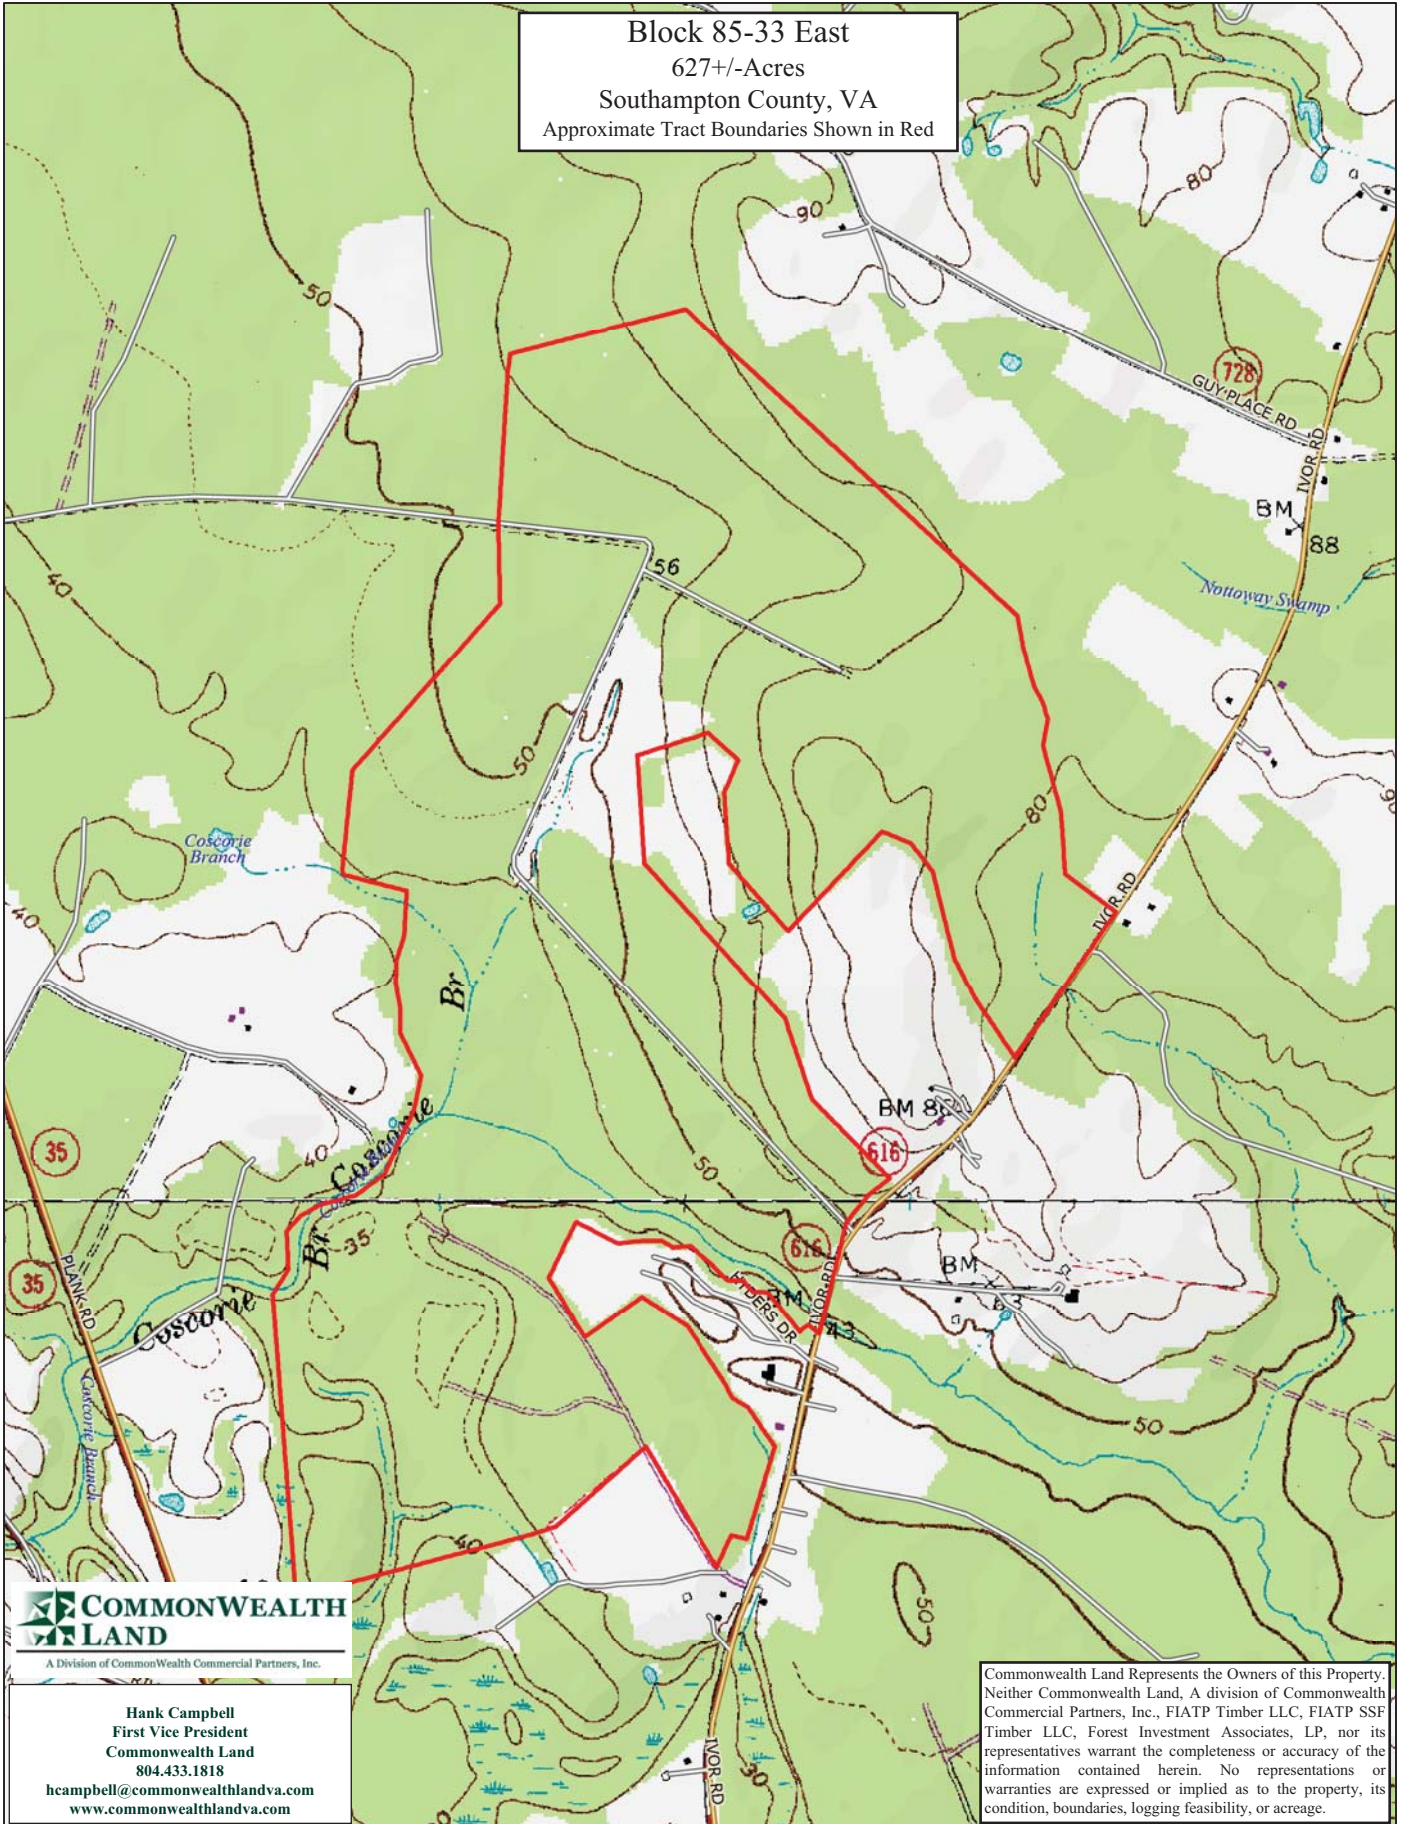 Block 85-33 East
627+/-Acres
Southampton County, VA
Approximate Tract Boundaries Shown in Red
90
80
50
728
GUY PLACE RD
IVOR RD
BM
88
56
40
Nottoway Swamp
50
80
90
Coscorie
Branch
40
IVOR RD
Br
BM 86
35
40
Coscorie
616
50
Br
35
616
BM
63
35
PLANK RD
IVOR RD
BM
43
RYDERS DR
Coscorie
Coscorie Branch
50
40
50
COMMONWEALTH
LAND
A Division of CommonWealth Commercial Partners, Inc.
Hank Campbell
First Vice President
Commonwealth Land
804.433.1818
hcampbell@commonwealthlandva.com
www.commonwealthlandva.com
IVOR RD
30
Commonwealth Land Represents the Owners of this Property.
Neither Commonwealth Land, A division of Commonwealth
Commercial Partners, Inc., FIATP Timber LLC, FIATP SSF
Timber LLC, Forest Investment Associates, LP, nor its
representatives warrant the completeness or accuracy of the
information contained herein. No representations or
warranties are expressed or implied as to the property, its
condition, boundaries, logging feasibility, or acreage.